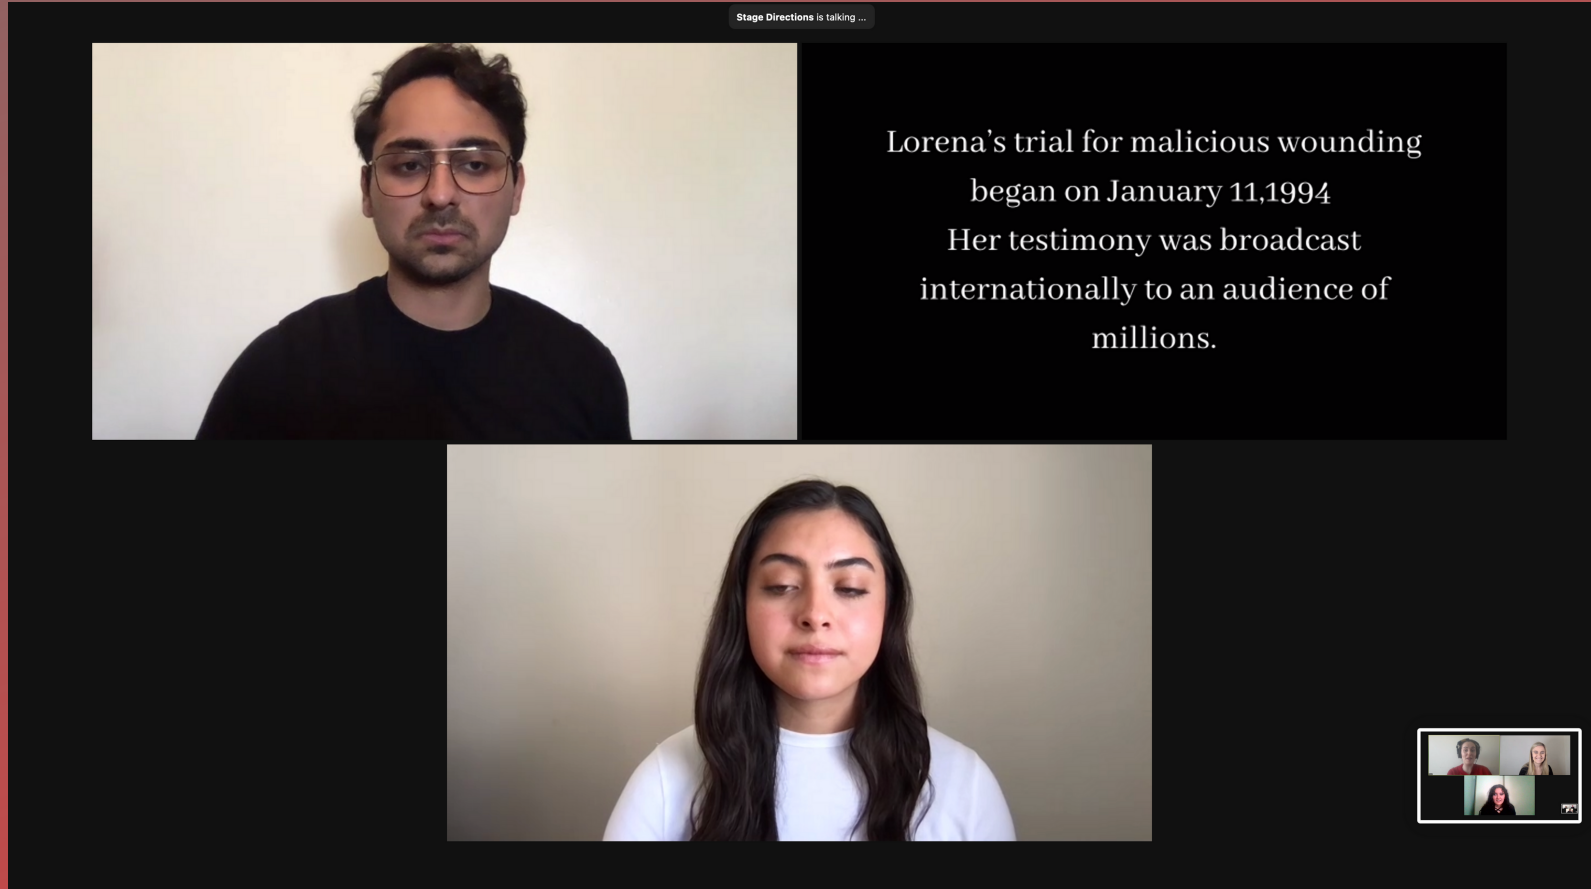 Stage Directions is talking ...
Lorena’s trial for malicious wounding
began on January 11,1994
Her testimony was broadcast
internationally to an audience of
millions.